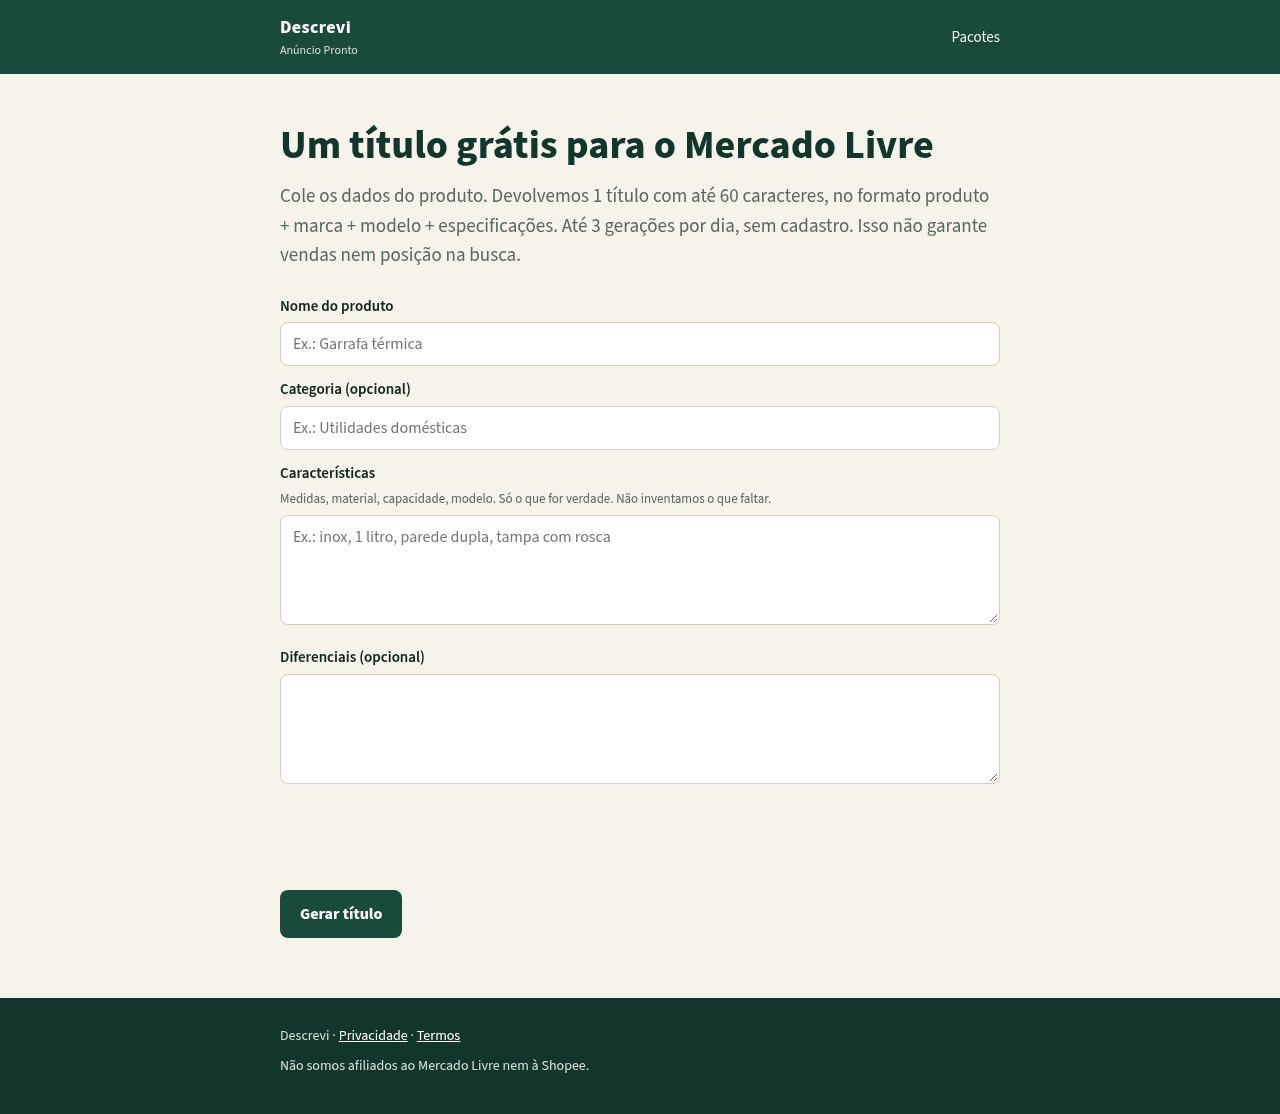 Descrevi
Anúncio Pronto
Pacotes
Um título grátis para o Mercado Livre
Cole os dados do produto. Devolvemos 1 título com até 60 caracteres, no formato produto
+ marca + modelo + especificações. Até 3 gerações por dia, sem cadastro. Isso não garante
vendas nem posição na busca.
Nome do produto
Ex.: Garrafa térmica
Categoria (opcional)
Ex.: Utilidades domésticas
Características
Medidas, material, capacidade, modelo. Só o que for verdade. Não inventamos o que faltar.
Ex.: inox, 1 litro, parede dupla, tampa com rosca
Diferenciais (opcional)
Gerar título
Descrevi · Privacidade · Termos
Não somos afiliados ao Mercado Livre nem à Shopee.